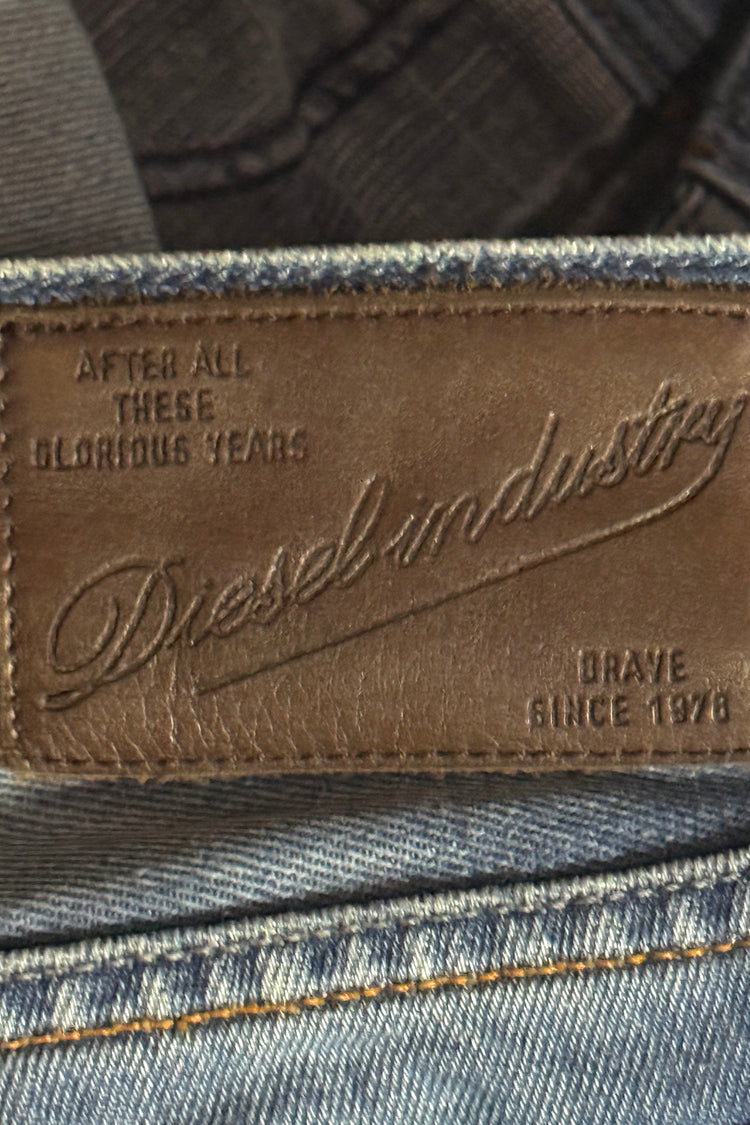 AFTER ALL
THESE
GLORIOUS YEARS
Diesel industry
BRAVE
SINCE 1978